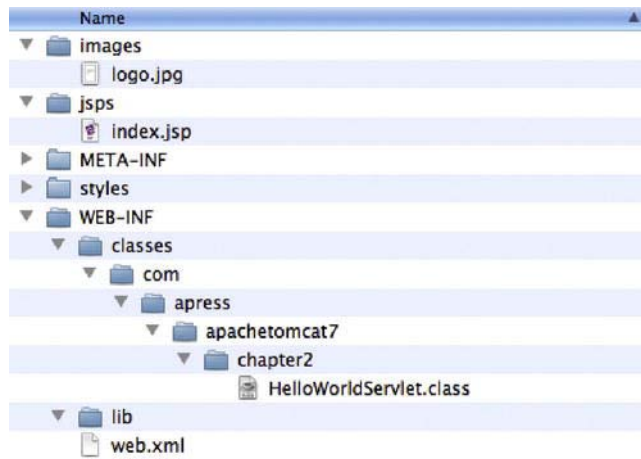 Name
images
logo.jpg
jsps
index.jsp
META-INF
styles
WEB-INF
classes
com
apress
apachetomcat7
chapter2
HelloWorldServlet.class
lib
web.xml